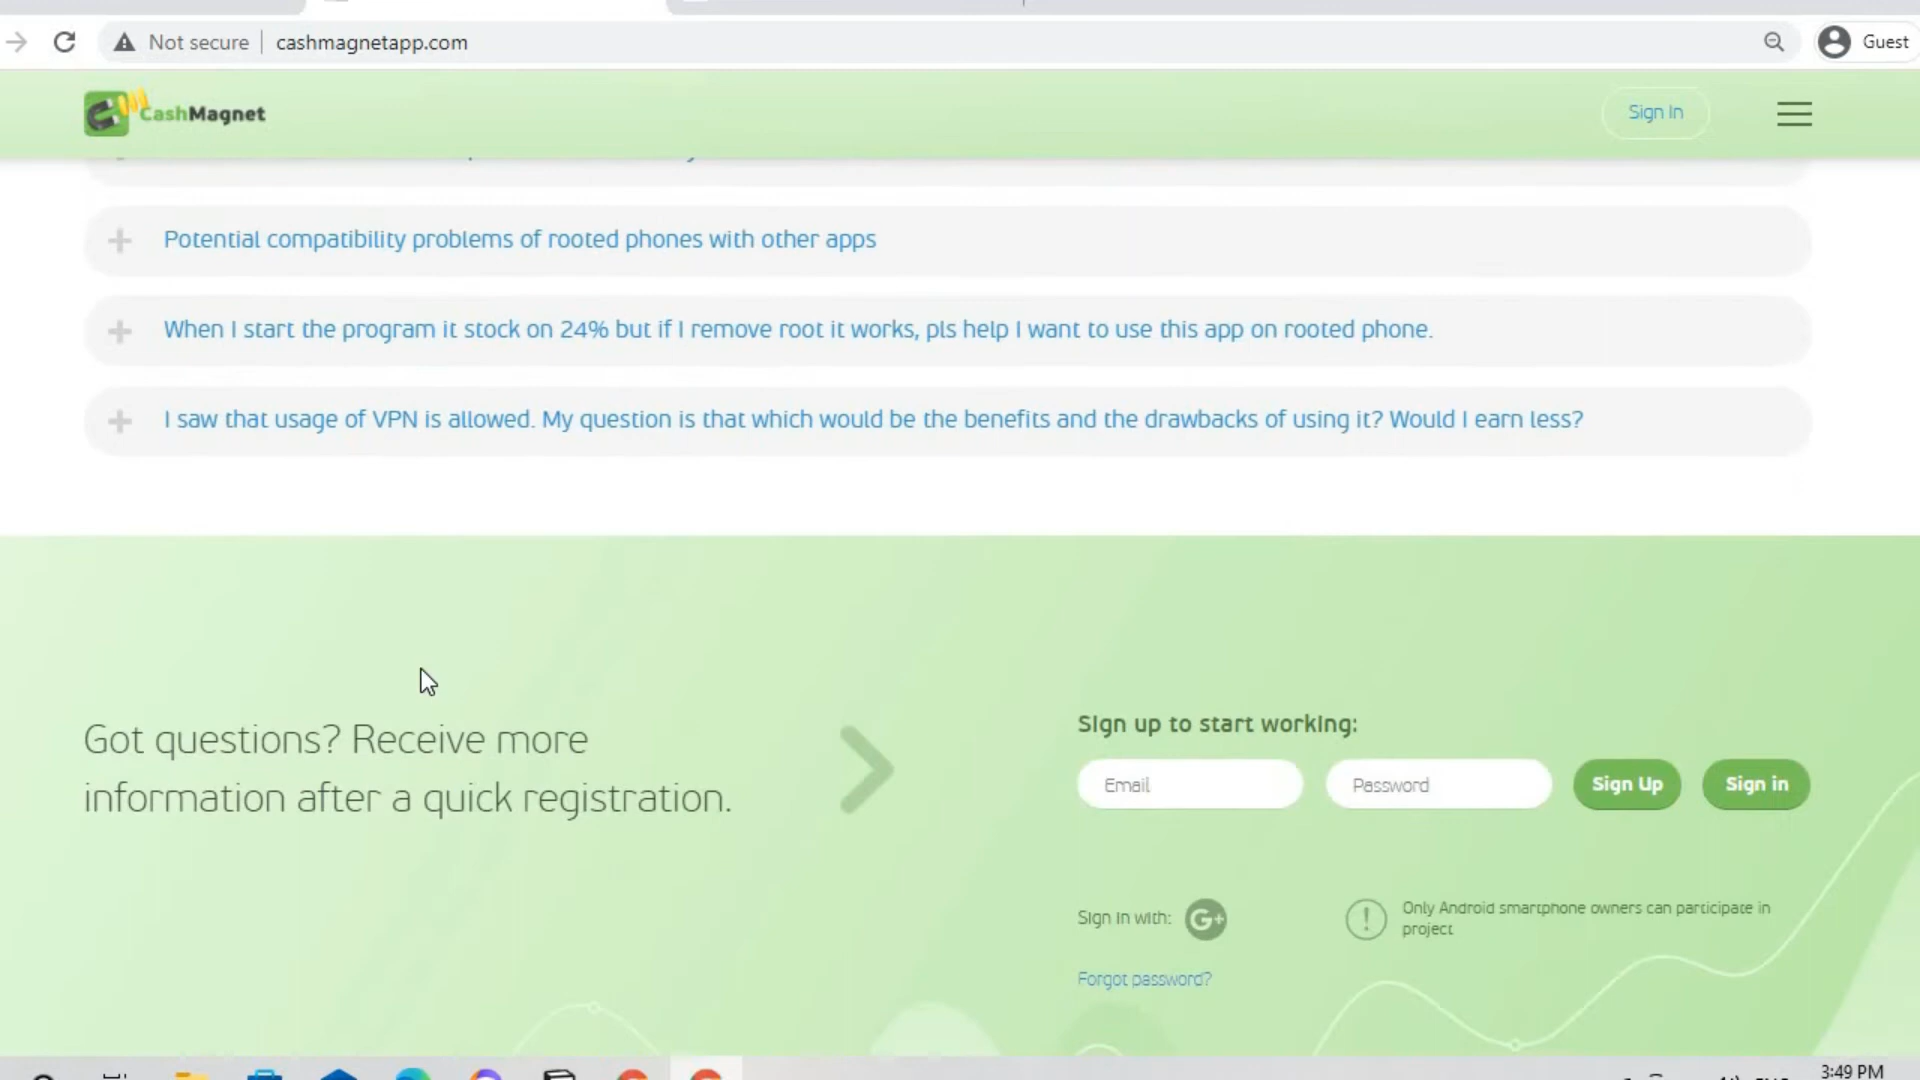 Not secure
cashmagnetapp.com
Guest
CashMagnet
Sign In
Potential compatibility problems of rooted phones with other apps
When I start the program it stock on 24% but if I remove root it works, pls help I want to use this app on rooted phone.
I saw that usage of VPN is allowed. My question is that which would be the benefits and the drawbacks of using it? Would I earn less?
Got questions? Receive more
information after a quick registration.
Sign up to start working:
Email
Password
Sign Up
Sign in
Sign in with:
G+
Only Android smartphone owners can participate in
project
Forgot password?
3:49 PM